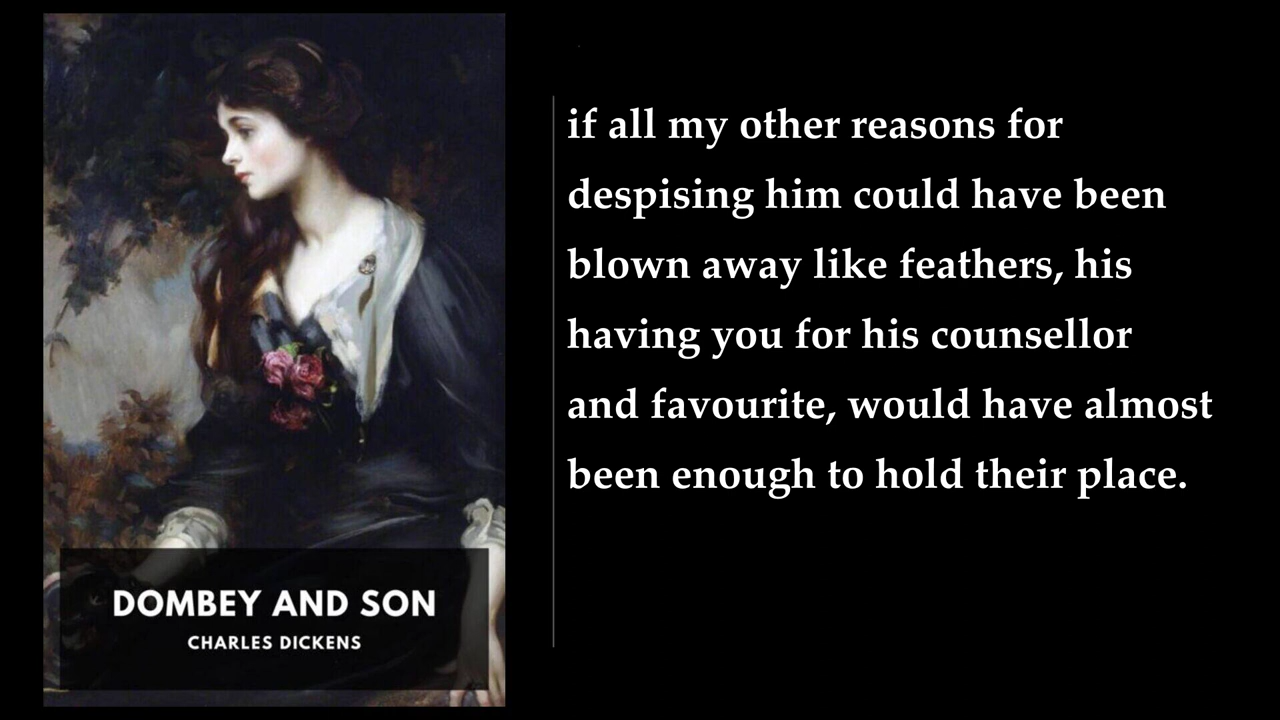 if all my other reasons for
despising him could have been
blown away like feathers, his
having you for his counsellor
and favourite, would have almost
been enough to hold their place.
DOMBEY AND SON
CHARLES DICKENS